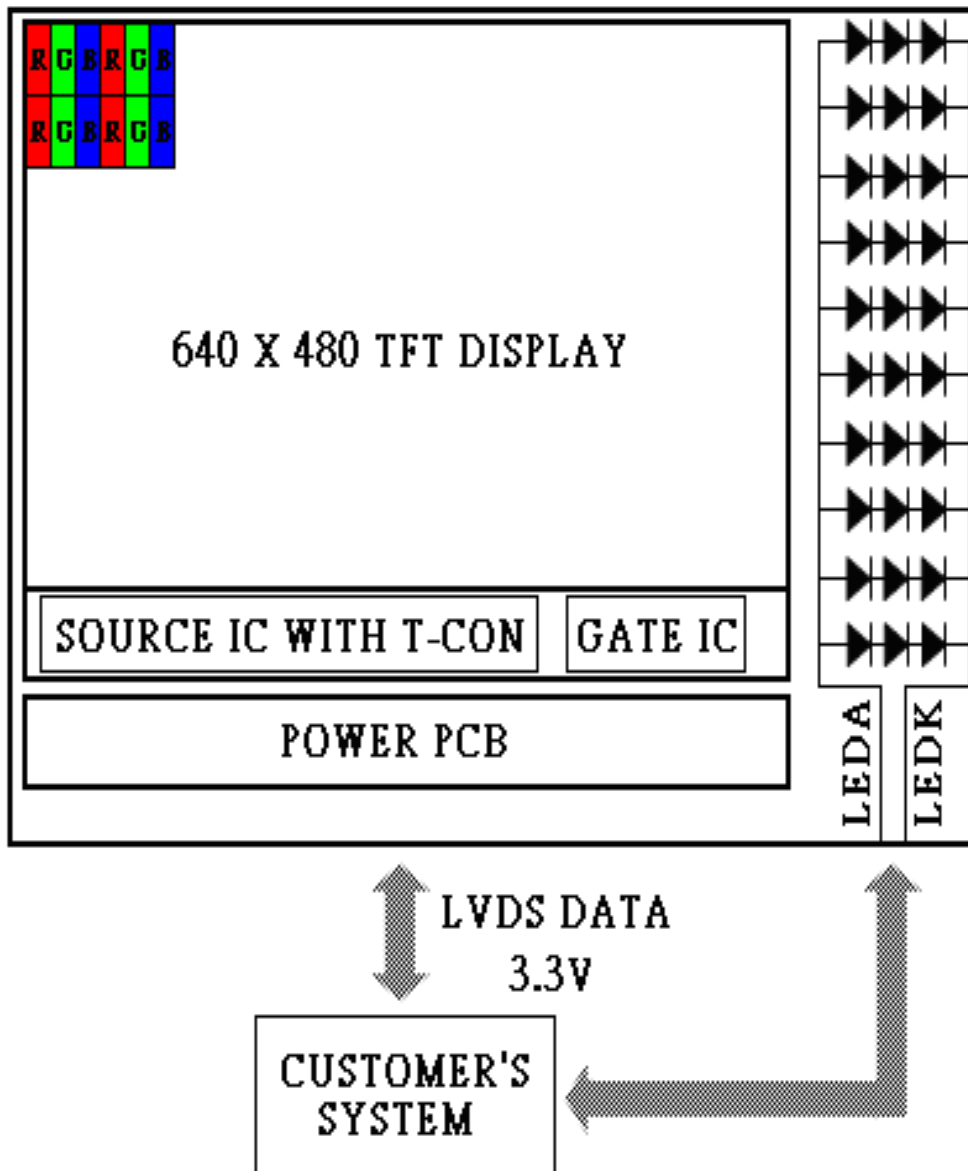 R G B R G B
R G B R G B
640 X 480 TFT DISPLAY
SOURCE IC WITH T-CON
GATE IC
POWER PCB
LEDA
LEDK
LVDS DATA
3.3V
CUSTOMER'S
SYSTEM